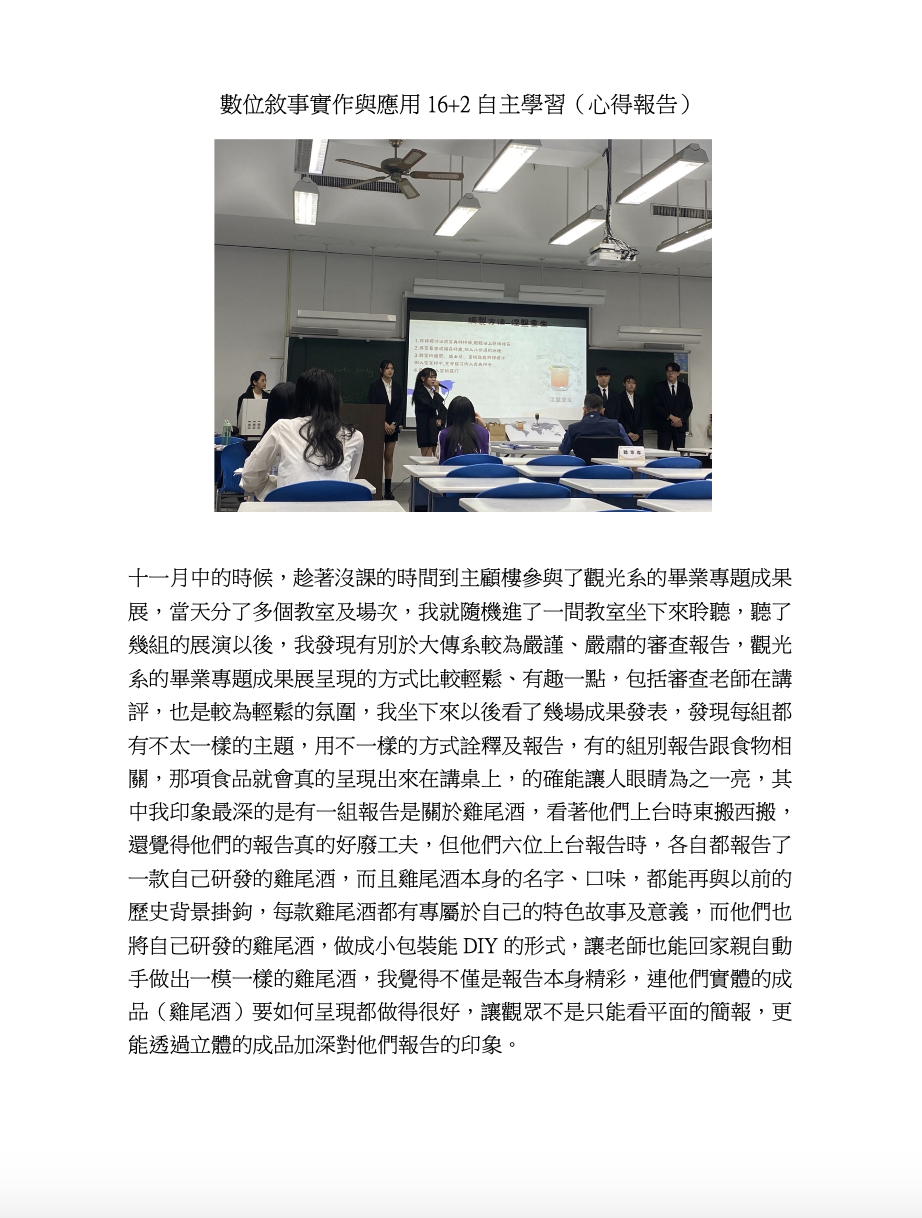 數位敘事實作與應用 16+2 自主學習（心得報告）
十一月中的時候，趁著沒課的時間到主顧樓參與了觀光系的畢業專題成果
展，當天分了多個教室及場次，我就隨機進了一間教室坐下來聆聽，聽了
幾組的展演以後，我發現有別於大傳系較為嚴謹、嚴肅的審查報告，觀光
系的畢業專題成果展呈現的方式比較輕鬆、有趣一點，包括審查老師在講
評，也是較為輕鬆的氛圍，我坐下來以後看了幾場成果發表，發現每組都
有不太一樣的主題，用不一樣的方式詮釋及報告，有的組別報告跟食物相
關，那項食品就會真的呈現出來在講桌上，的確能讓人眼睛為之一亮，其
中我印象最深的是有一組報告是關於雞尾酒，看著他們上台時東搬西搬，
還覺得他們的報告真的好廢工夫，但他們六位上台報告時，各自都報告了
一款自己研發的雞尾酒，而且雞尾酒本身的名字、口味，都能再與以前的
歷史背景掛鉤，每款雞尾酒都有專屬於自己的特色故事及意義，而他們也
將自己研發的雞尾酒，做成小包裝能 DIY 的形式，讓老師也能回家親自動
手做出一模一樣的雞尾酒，我覺得不僅是報告本身精彩，連他們實體的成
品（雞尾酒）要如何呈現都做得很好，讓觀眾不是只能看平面的簡報，更
能透過立體的成品加深對他們報告的印象。